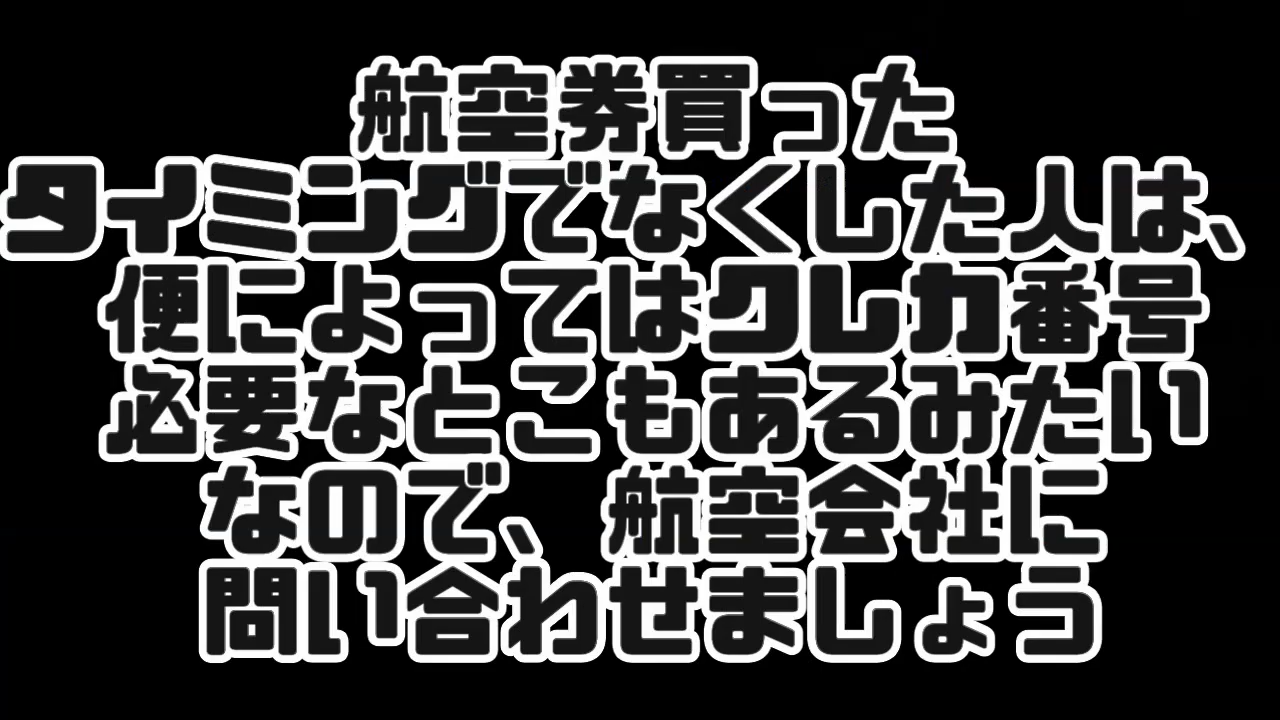 航空券買った
タイミングでなくした人は、
便によってはクレカ番号
必要なとこもあるみたい
なので、航空会社に
問い合わせましょう